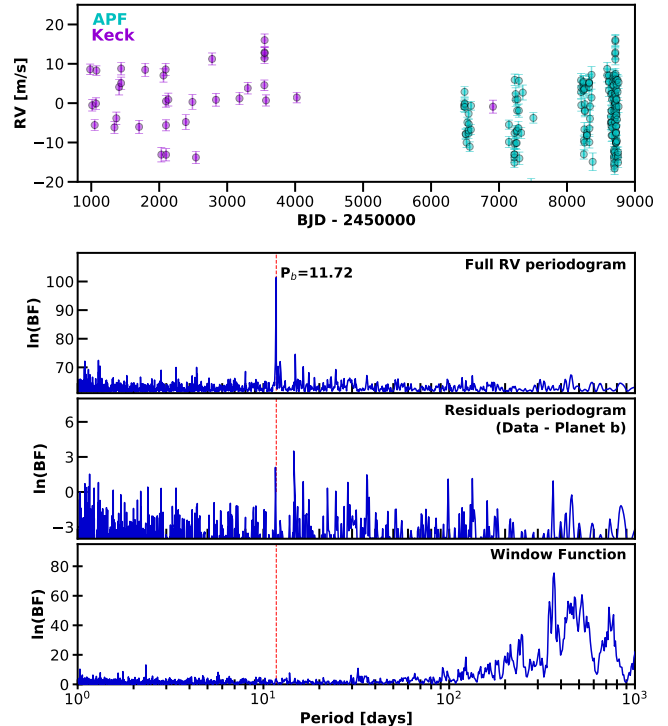 20
APF
Keck
10
RV [m/s]
0
−10
−20
1000 2000 3000 4000 5000 6000 7000 8000 9000
BJD - 2450000
Full RV periodogram
P_b=11.72
100
90
80
70
ln(BF)
Residuals periodogram
(Data - Planet b)
6
3
0
−3
ln(BF)
Window Function
80
60
40
20
0
ln(BF)
10^0 10^1 10^2 10^3
Period [days]